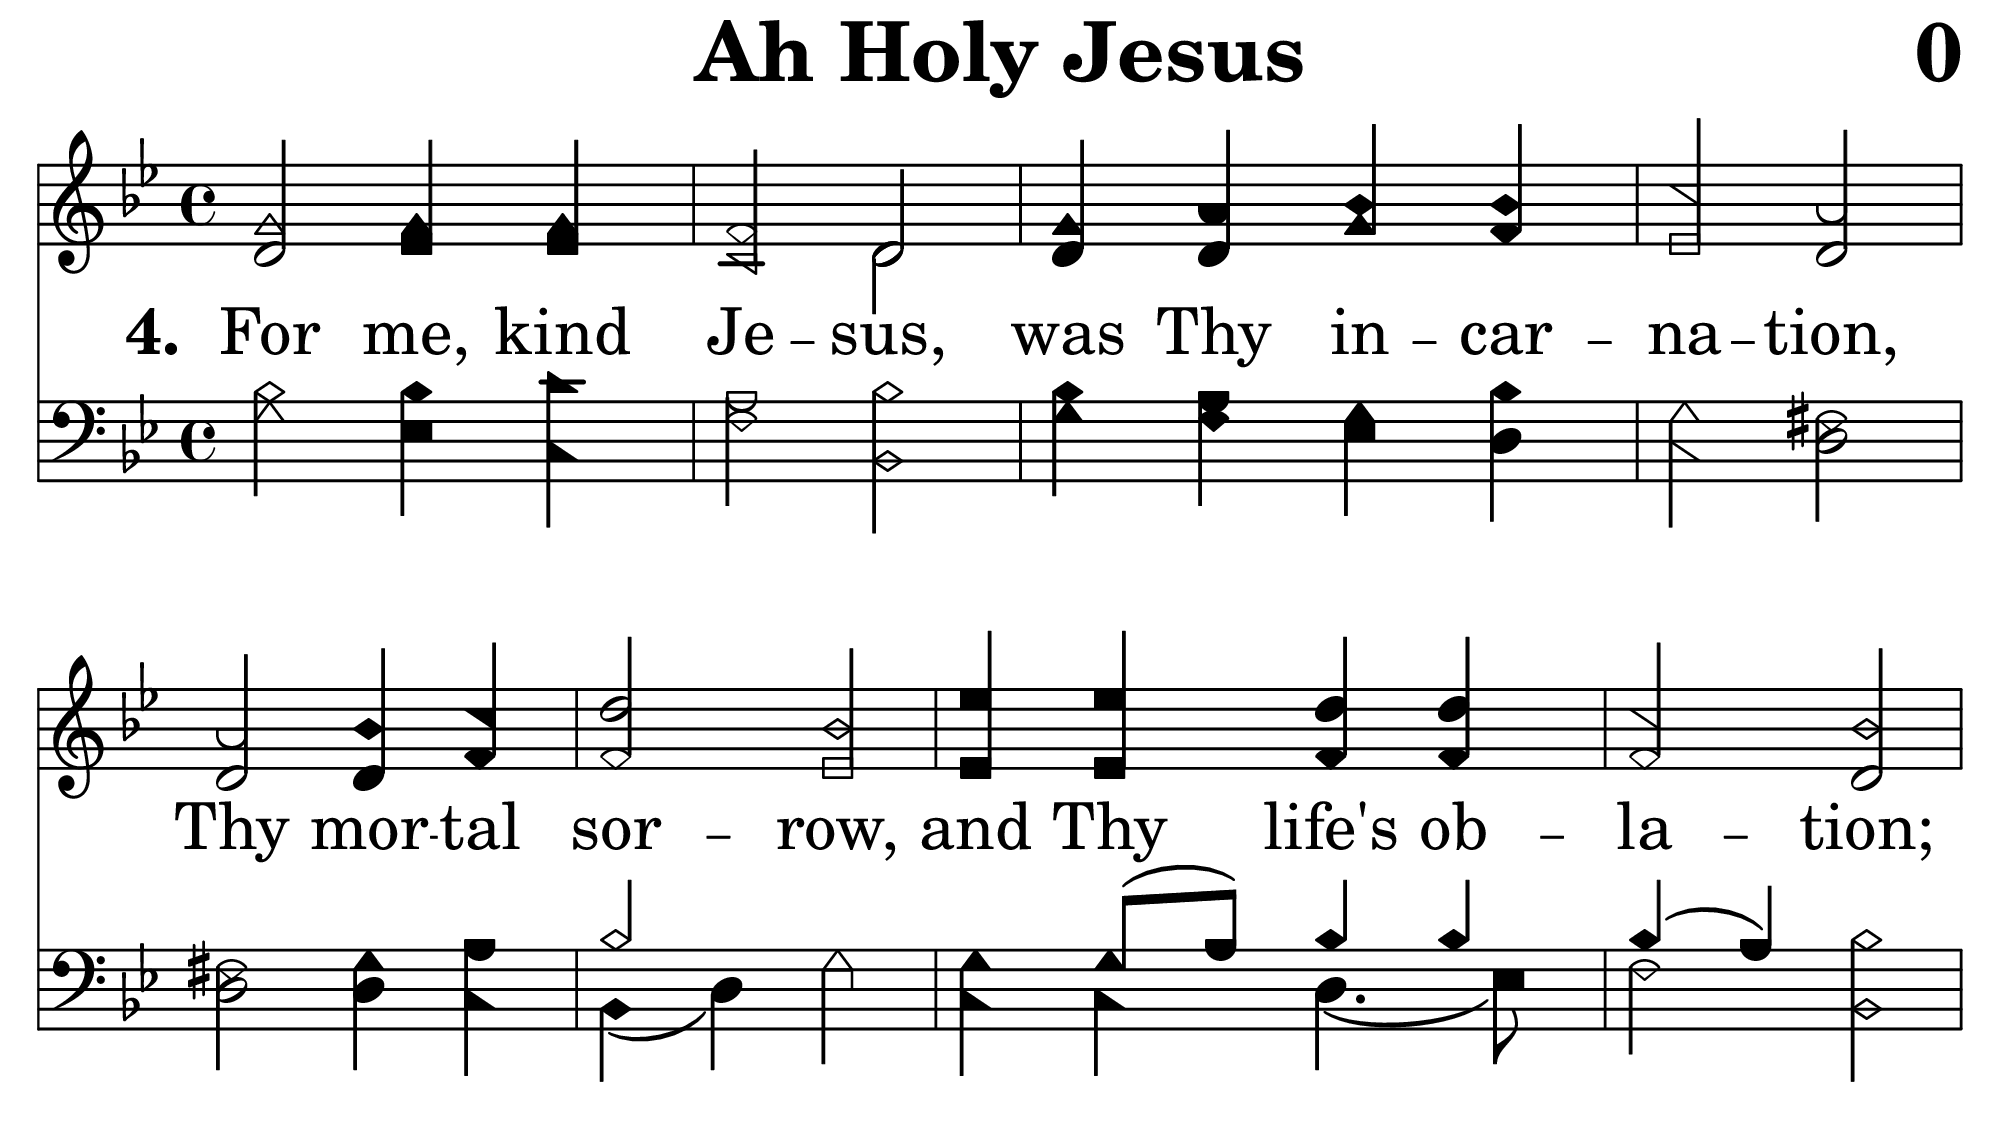 Ah Holy Jesus 0
4. For me, kind Je – sus, was Thy in – car – na – tion,
Thy mor - tal sor – row, and Thy life's ob – la – tion;